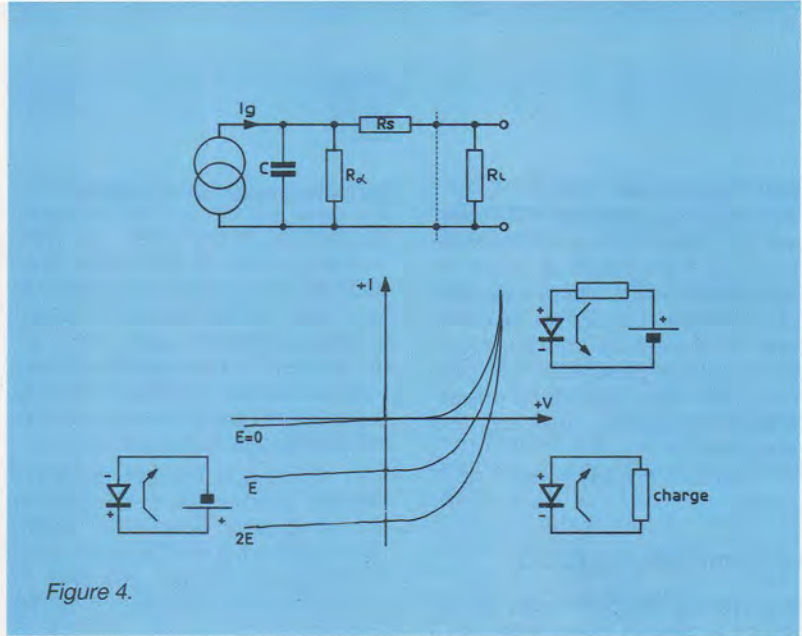 Ig
Rs
C
Rα
RL
+I
+
+
-
+V
E=0
E
2E
-
+
+
+
-
charge
Figure 4.